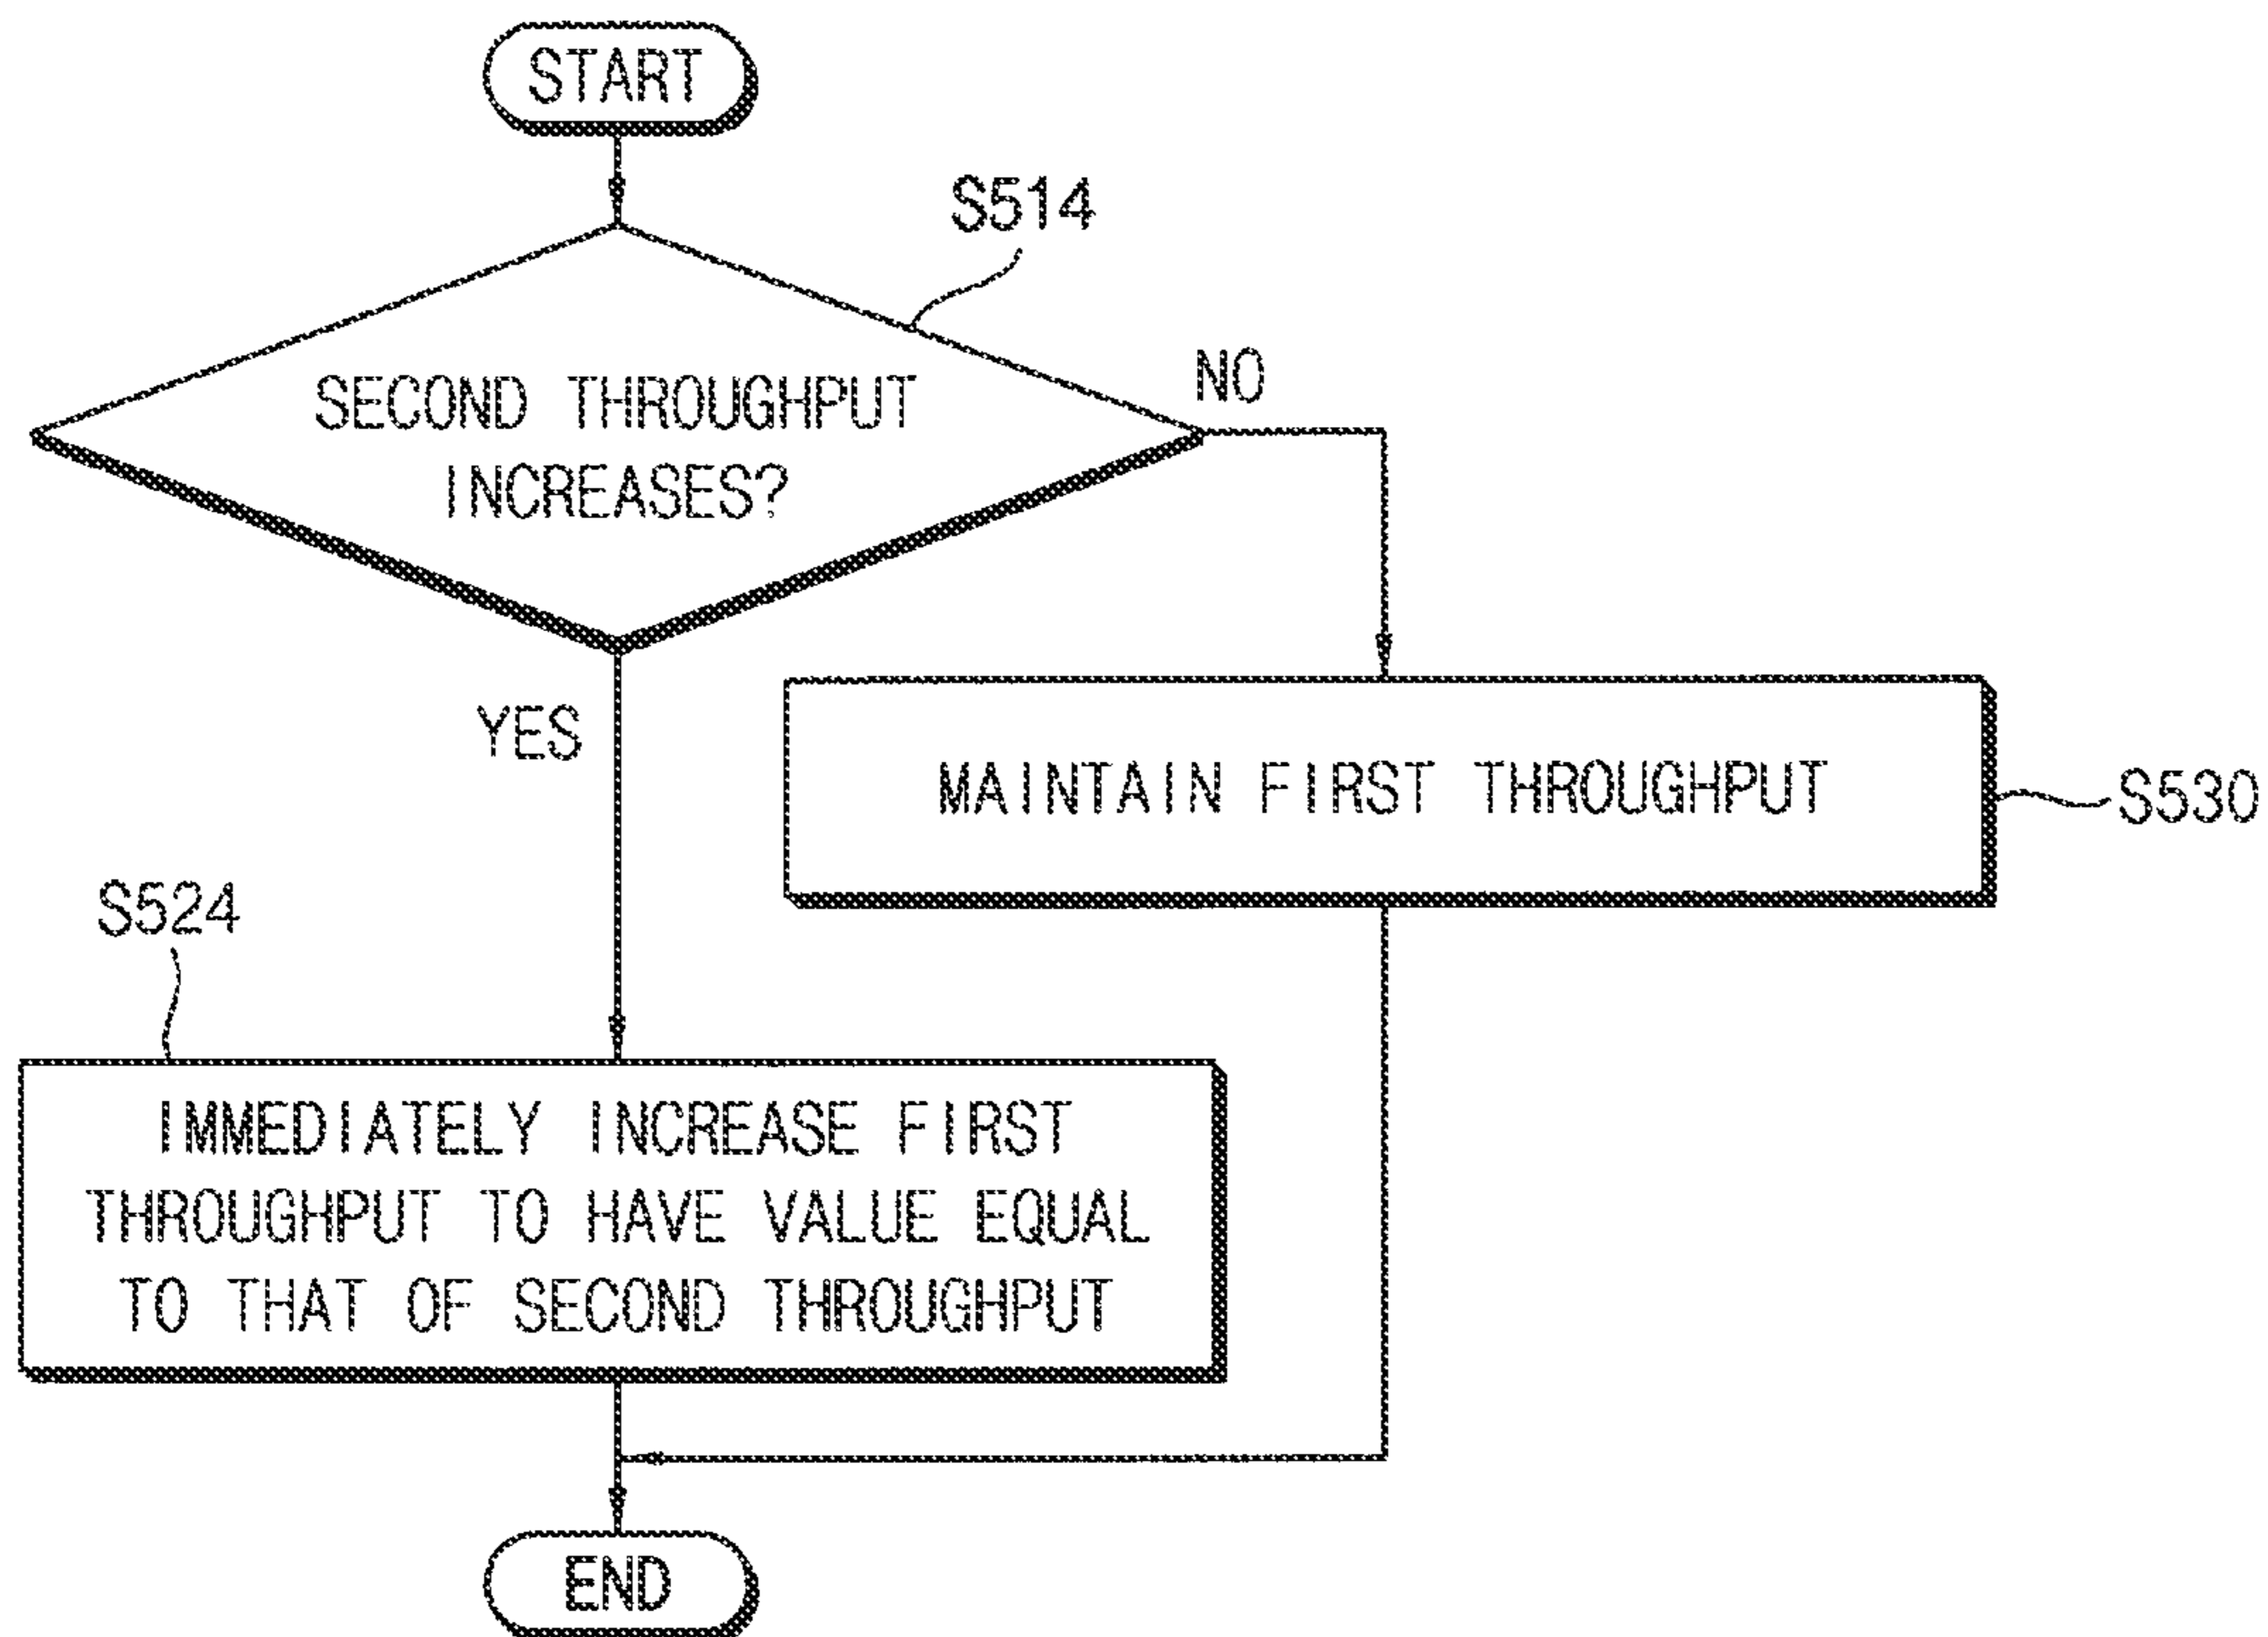 START
S514
SECOND THROUGHPUT
INCREASES?
NO
YES
MAINTAIN FIRST THROUGHPUT
S530
S524
IMMEDIATELY INCREASE FIRST
THROUGHPUT TO HAVE VALUE EQUAL
TO THAT OF SECOND THROUGHPUT
END